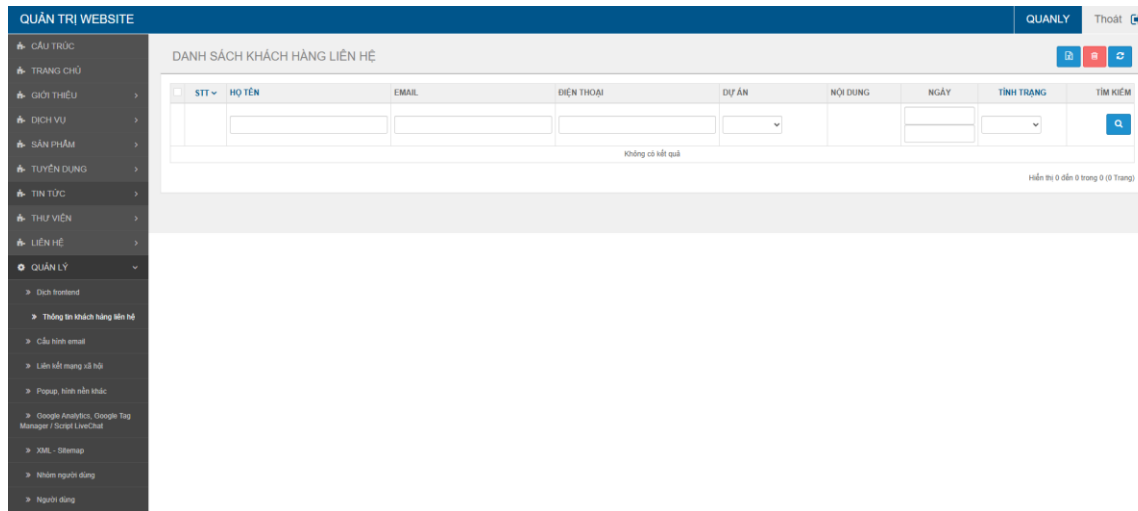 QUẢN TRỊ WEBSITE
QUANLY
Thoát
CẤU TRÚC
TRANG CHỦ
GIỚI THIỆU
DỊCH VỤ
SẢN PHẨM
TUYỂN DỤNG
TIN TỨC
THƯ VIỆN
LIÊN HỆ
QUẢN LÝ
Dịch frontend
Thông tin khách hàng liên hệ
Cấu hình email
Liên kết mạng xã hội
Popup, hình nền khác
Google Analytics, Google Tag
Manager / Script LiveChat
XML - Sitemap
Nhóm người dùng
Người dùng
DANH SÁCH KHÁCH HÀNG LIÊN HỆ
STT HỌ TÊN EMAIL ĐIỆN THOẠI DỰ ÁN NỘI DUNG NGÀY TÌNH TRẠNG TÌM KIẾM
Không có kết quả
Hiển thị 0 đến 0 trong 0 (0 Trang)